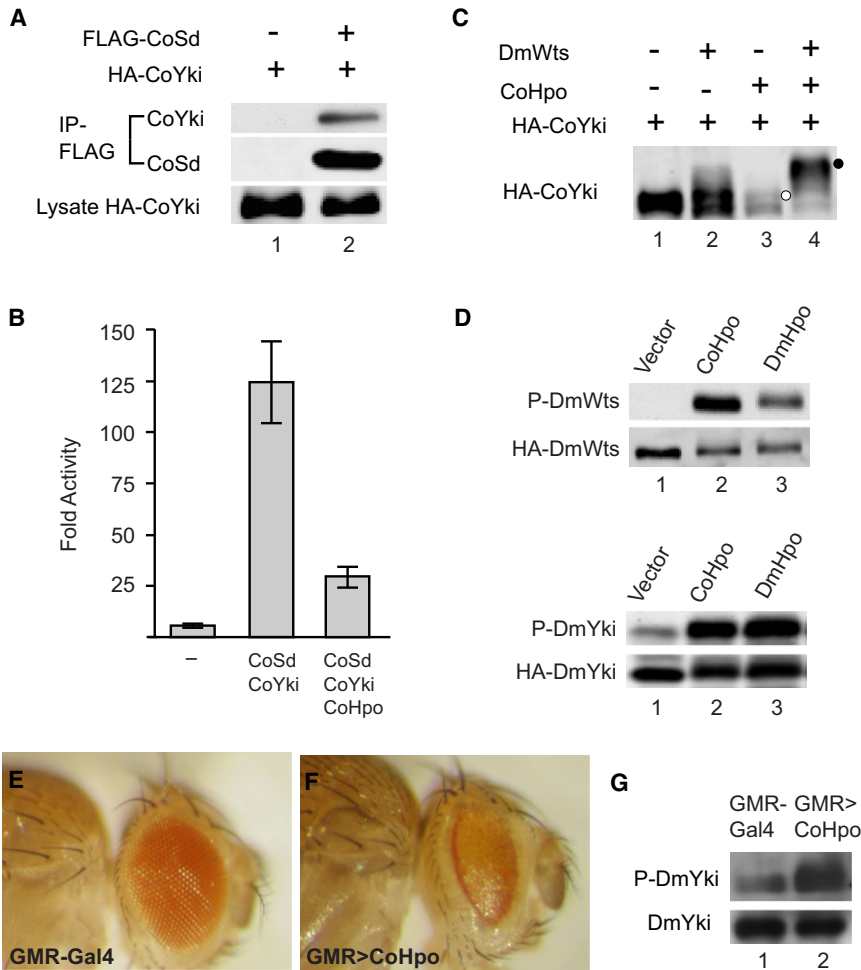 A
FLAG-CoSd - +
HA-CoYki + +
IP-FLAG
CoYki
CoSd
Lysate HA-CoYki
1 2
B
Fold Activity
150
125
100
75
50
25
–
CoSd
CoYki
CoSd
CoYki
CoHpo
C
DmWts - + - +
CoHpo - - + +
HA-CoYki + + + +
HA-CoYki
1 2 3 4
D
Vector CoHpo DmHpo
P-DmWts
HA-DmWts
1 2 3
Vector CoHpo DmHpo
P-DmYki
HA-DmYki
1 2 3
E
GMR-Gal4
F
GMR>CoHpo
G
GMR- GMR>
Gal4 CoHpo
P-DmYki
DmYki
1 2